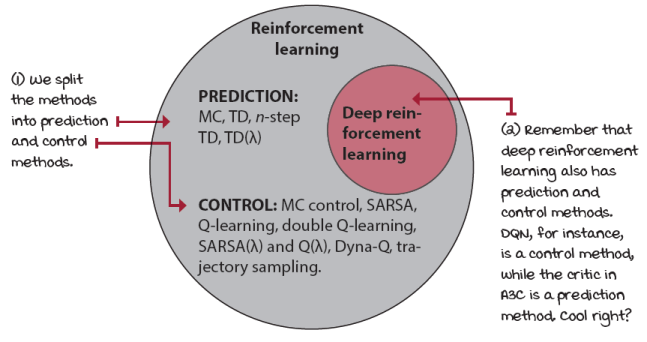 Reinforcement
learning
(1) We split
the methods
into prediction
and control
methods.
PREDICTION:
MC, TD, n-step
TD, TD(λ)
Deep rein-
forcement
learning
CONTROL: MC control, SARSA,
Q-learning, double Q-learning,
SARSA(λ) and Q(λ), Dyna-Q, tra-
jectory sampling.
(2) Remember that
deep reinforcement
learning also has
prediction and
control methods.
DQN, for instance,
is a control method,
while the critic in
A3C is a prediction
method. Cool right?